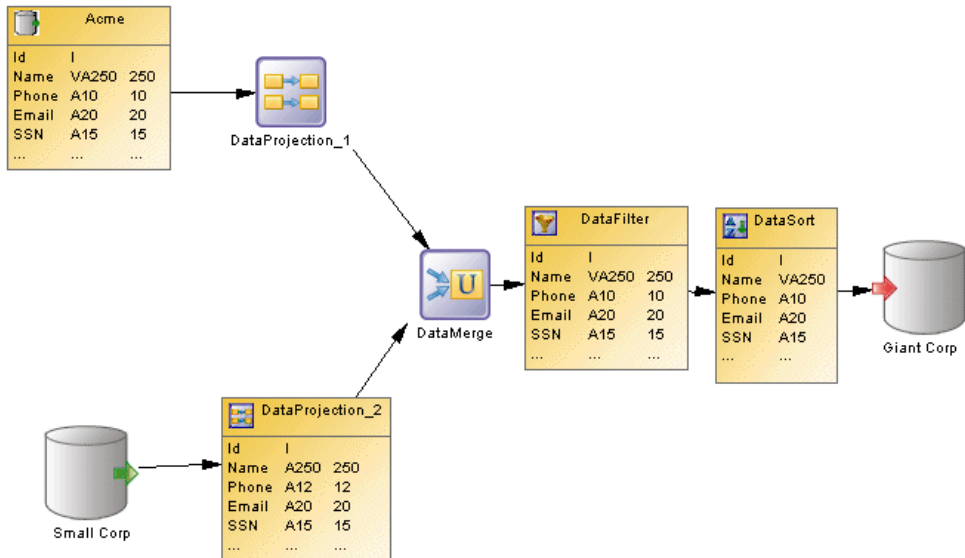 Acme
Id I
Name VA250 250
Phone A10 10
Email A20 20
SSN A15 15
... ... ...
DataProjection_1
DataMerge
U
DataFilter
Id I
Name VA250 250
Phone A10 10
Email A20 20
SSN A15 15
... ... ...
DataSort
A
Z
Id I
Name VA250
Phone A10
Email A20
SSN A15
... ...
Giant Corp
Small Corp
DataProjection_2
Id I
Name A250 250
Phone A12 12
Email A20 20
SSN A15 15
... ... ...